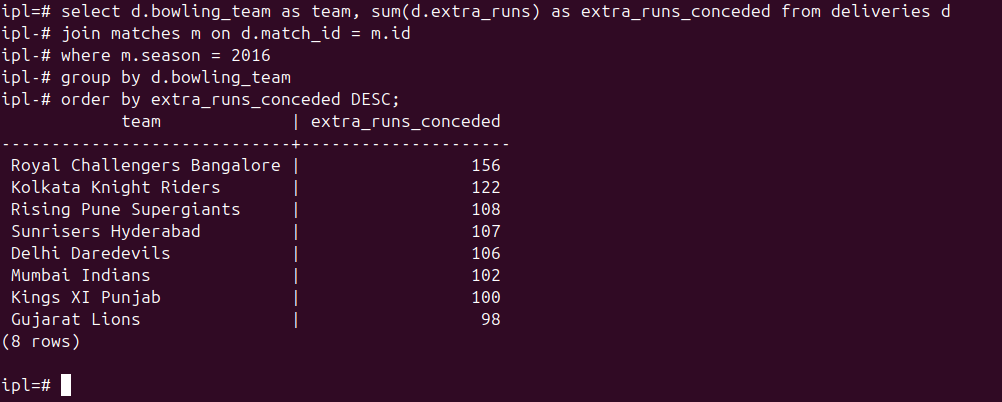 ipl=# select d.bowling_team as team, sum(d.extra_runs) as extra_runs_conceded from deliveries d
ipl-# join matches m on d.match_id = m.id
ipl-# where m.season = 2016
ipl-# group by d.bowling_team
ipl-# order by extra_runs_conceded DESC;
            team             | extra_runs_conceded
-----------------------------+---------------------
 Royal Challengers Bangalore |                 156
 Kolkata Knight Riders       |                 122
 Rising Pune Supergiants     |                 108
 Sunrisers Hyderabad         |                 107
 Delhi Daredevils            |                 106
 Mumbai Indians              |                 102
 Kings XI Punjab             |                 100
 Gujarat Lions               |                  98
(8 rows)

ipl=#